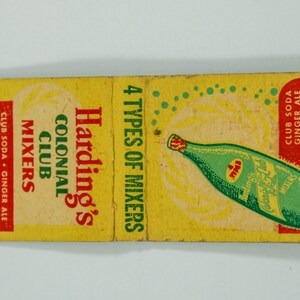 Harding's
COLONIAL
CLUB
MIXERS
CLUB SODA • GINGER ALE
4 TYPES OF MIXERS
CLUB SODA
GINGER ALE